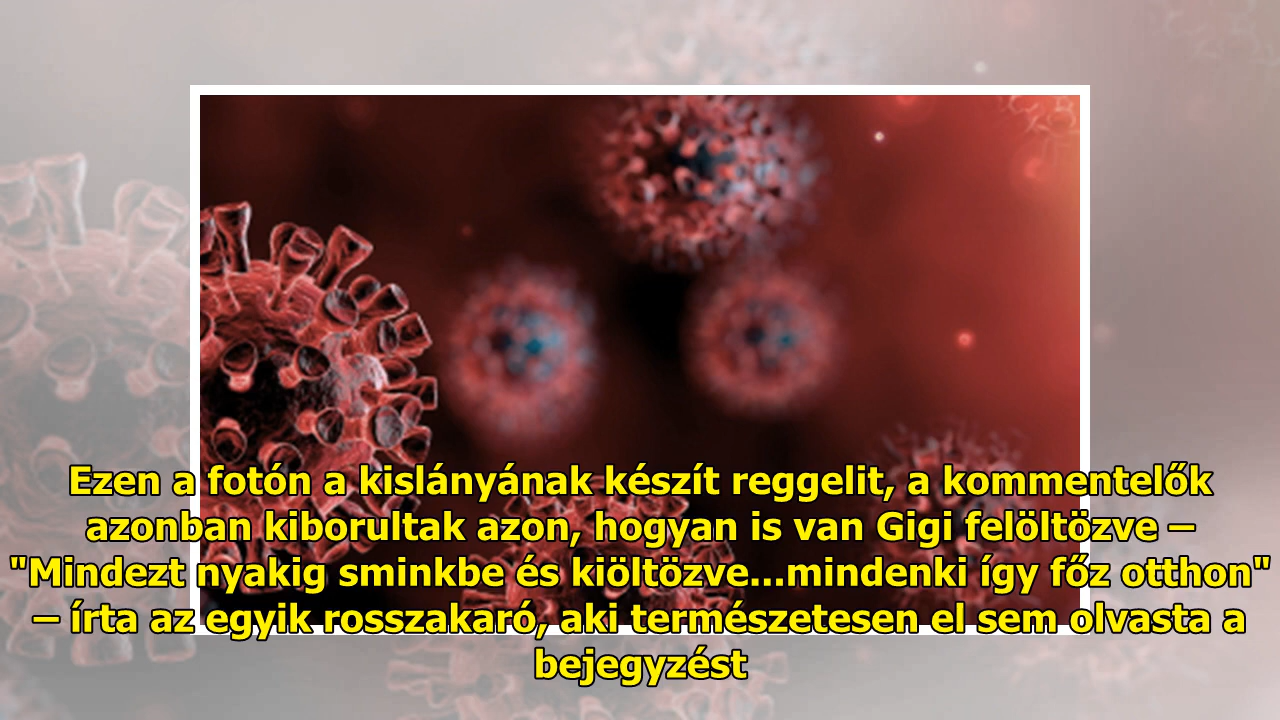 Ezen a fotón a kislányának készít reggelit, a kommentelők
azonban kiborultak azon, hogyan is van Gigi felöltözve –
"Mindezt nyakig sminkbe és kiöltözve...mindenki így főz otthon"
– írta az egyik rosszakaró, aki természetesen el sem olvasta a
bejegyzést